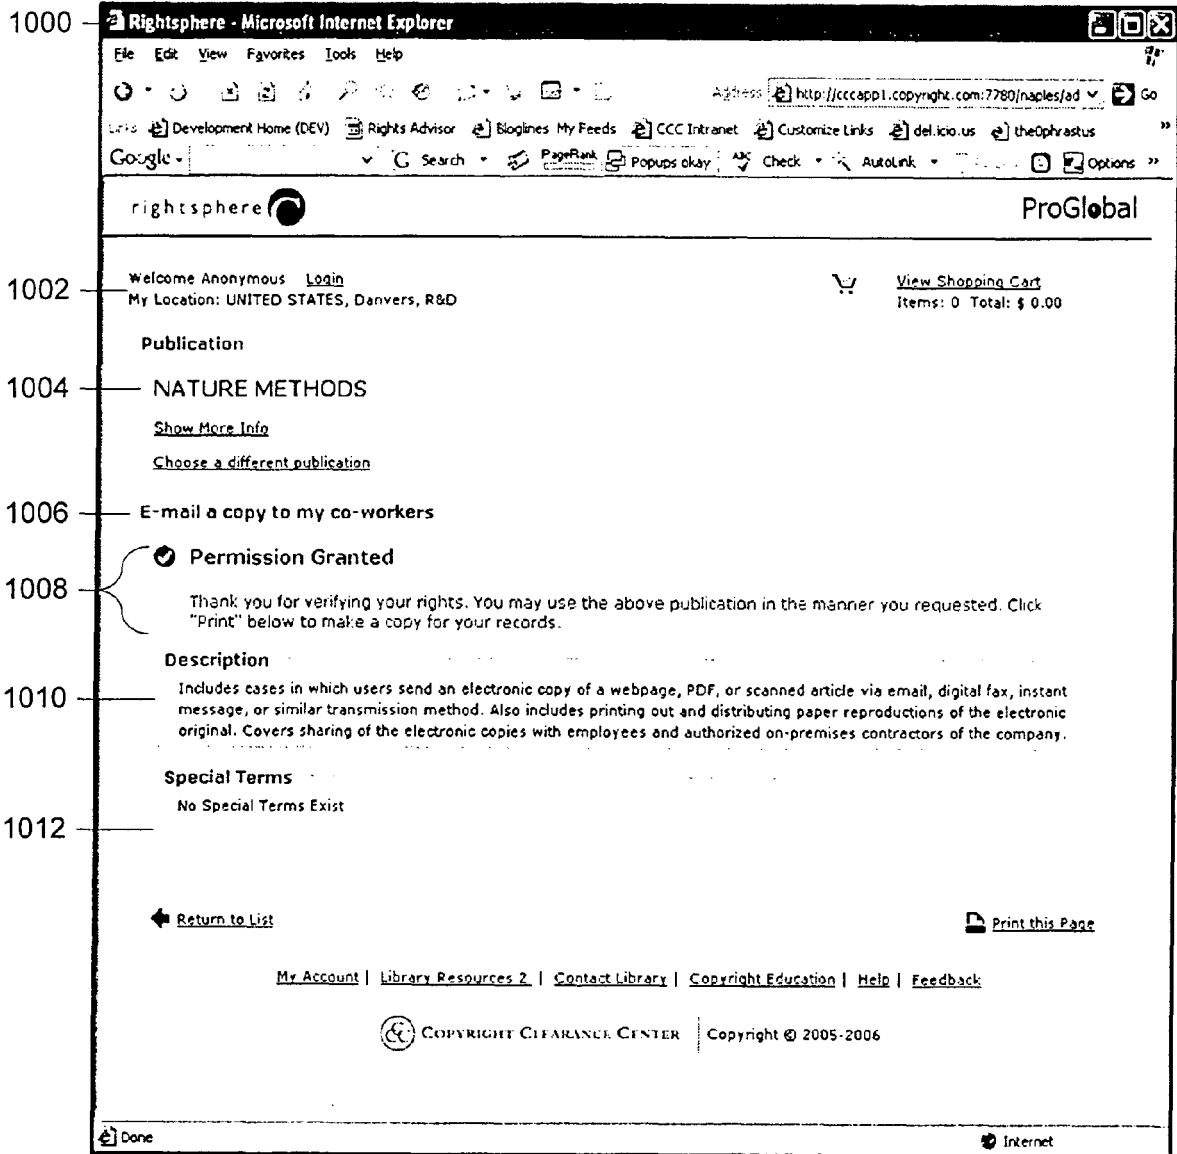 1000
Rightsphere - Microsoft Internet Explorer
File Edit View Favorites Tools Help
Address http://cccapp1.copyright.com:7780/naples/ad Go
Links Development Home (DEV) Rights Advisor Bloglines My Feeds CCC Intranet Customize Links del.icio.us the0phrastus »
Google - G Search PageRank Popups okay ABC Check AutoLink Options »
rightsphere ProGlobal
1002
Welcome Anonymous Login View Shopping Cart
My Location: UNITED STATES, Danvers, R&D Items: 0 Total: $ 0.00
Publication
1004 NATURE METHODS
Show More Info
Choose a different publication
1006 E-mail a copy to my co-workers
Permission Granted
1008
Thank you for verifying your rights. You may use the above publication in the manner you requested. Click
"Print" below to make a copy for your records.
Description
1010
Includes cases in which users send an electronic copy of a webpage, PDF, or scanned article via email, digital fax, instant
message, or similar transmission method. Also includes printing out and distributing paper reproductions of the electronic
original. Covers sharing of the electronic copies with employees and authorized on-premises contractors of the company.
Special Terms
No Special Terms Exist
1012
Return to List Print this Page
My Account | Library Resources 2 | Contact Library | Copyright Education | Help | Feedback
CCC COPYRIGHT CLEARANCE CENTER Copyright © 2005-2006
Done Internet